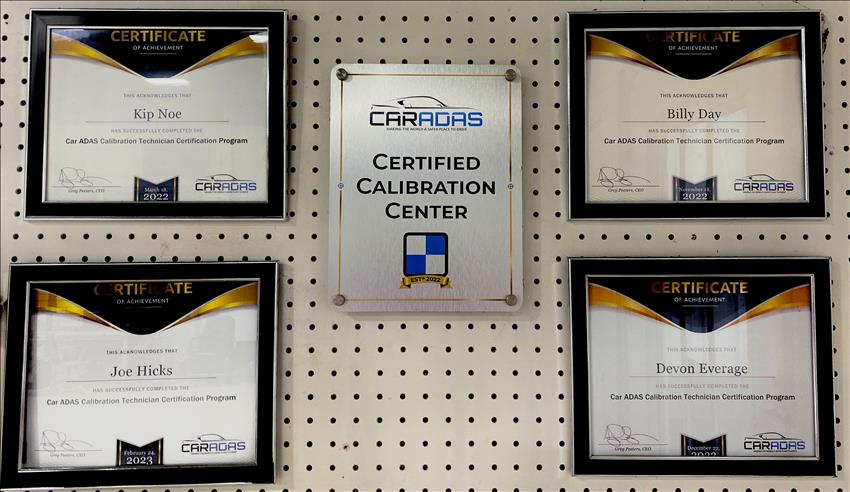 CERTIFICATE
OF ACHIEVEMENT
THIS ACKNOWLEDGES THAT
Kip Noe
HAS SUCCESSFULLY COMPLETED THE
Car ADAS Calibration Technician Certification Program
Greg Peeters, CEO
March 18,
2022
CARADAS
CARADAS
MAKING THE WORLD A SAFER PLACE TO DRIVE
CERTIFIED
CALIBRATION
CENTER
EST® 2022
CERTIFICATE
OF ACHIEVEMENT
THIS ACKNOWLEDGES THAT
Billy Day
HAS SUCCESSFULLY COMPLETED THE
Car ADAS Calibration Technician Certification Program
Greg Peeters, CEO
November 18,
2022
CARADAS
CERTIFICATE
OF ACHIEVEMENT
THIS ACKNOWLEDGES THAT
Joe Hicks
HAS SUCCESSFULLY COMPLETED THE
Car ADAS Calibration Technician Certification Program
Greg Peeters, CEO
February 24,
2023
CARADAS
CERTIFICATE
OF ACHIEVEMENT
THIS ACKNOWLEDGES THAT
Devon Everage
HAS SUCCESSFULLY COMPLETED THE
Car ADAS Calibration Technician Certification Program
Greg Peeters, CEO
December 22,
CARADAS